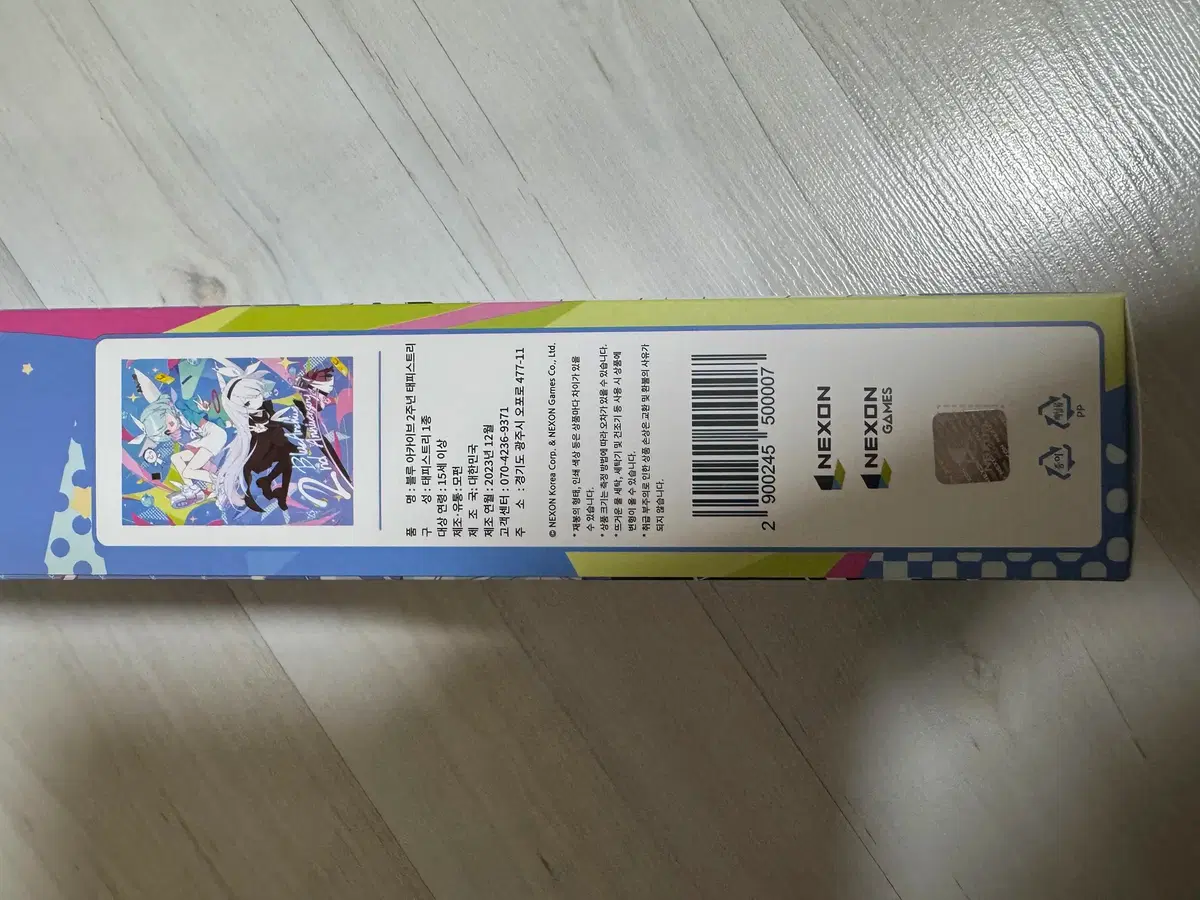 Blue Archive
2nd Anniversary!
품 명 : 블루 아카이브 2주년 태피스트리
구 성 : 태피스트리 1종
대상 연령 : 15세 이상
제조·유통 : 모펀
제 조 국 : 대한민국
제조 연월 : 2023년 12월
고객센터 : 070-4236-9371
주 소 : 경기도 광주시 오포로 477-11
© NEXON Korea Corp. & NEXON Games Co., Ltd.
* 재봉의 형태, 인쇄 색상 등은 상품마다 차이가 있을
수 있습니다.
* 상품 크기는 측정 방법에 따라 오차가 있을 수 있습니다.
* 뜨거운 물 세탁, 세탁기 및 건조기 등 사용 시 상품에
변형이 올 수 있습니다.
* 취급 부주의로 인한 상품 손상은 교환 및 환불의 사유가
되지 않습니다.
2 900245 500007
NEXON
NEXON
GAMES
종이
비닐류
PP